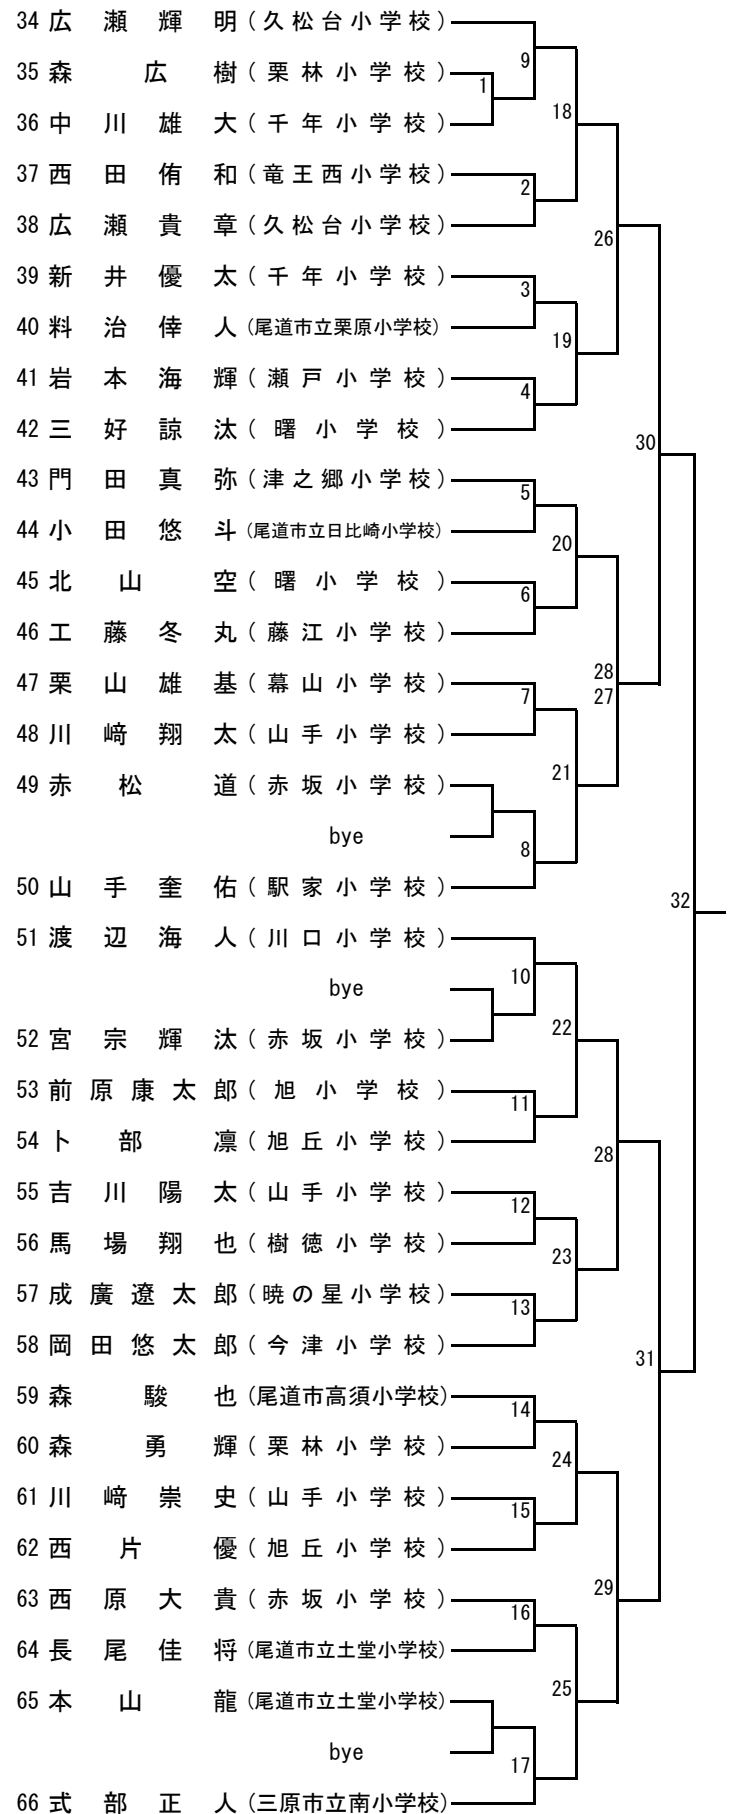 34 広瀬輝明（久松台小学校）
9
35 森広樹（栗林小学校）
1
18
36 中川雄大（千年小学校）
37 西田侑和（竜王西小学校）
2
38 広瀬貴章（久松台小学校）
26
39 新井優太（千年小学校）
3
40 料治倖人（尾道市立栗原小学校）
19
41 岩本海輝（瀬戸小学校）
4
42 三好諒汰（曙小学校）
30
43 門田真弥（津之郷小学校）
5
44 小田悠斗（尾道市立日比崎小学校）
20
45 北山空（曙小学校）
6
46 工藤冬丸（藤江小学校）
28
47 栗山雄基（幕山小学校）
7
27
48 川﨑翔太（山手小学校）
21
49 赤松道（赤坂小学校）
bye
8
50 山手奎佑（駅家小学校）
32
51 渡辺海人（川口小学校）
10
bye
22
52 宮宗輝汰（赤坂小学校）
53 前原康太郎（旭小学校）
11
54 卜部凛（旭丘小学校）
28
55 吉川陽太（山手小学校）
12
56 馬場翔也（樹徳小学校）
23
57 成廣遼太郎（暁の星小学校）
13
58 岡田悠太郎（今津小学校）
31
59 森駿也（尾道市高須小学校）
14
60 森勇輝（栗林小学校）
24
61 川﨑崇史（山手小学校）
15
62 西片優（旭丘小学校）
29
63 西原大貴（赤坂小学校）
16
64 長尾佳将（尾道市立土堂小学校）
25
65 本山龍（尾道市立土堂小学校）
bye
17
66 式部正人（三原市立南小学校）